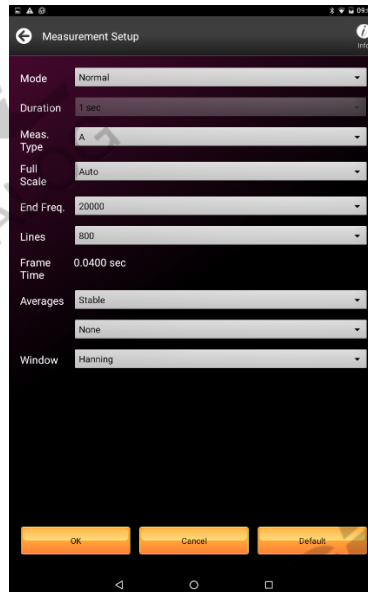 09:
Measurement Setup
Info
Mode Normal
Duration 1 sec
Meas. Type A
Full Scale Auto
End Freq. 20000
Lines 800
Frame Time 0.0400 sec
Averages Stable
None
Window Hanning
OK Cancel Default